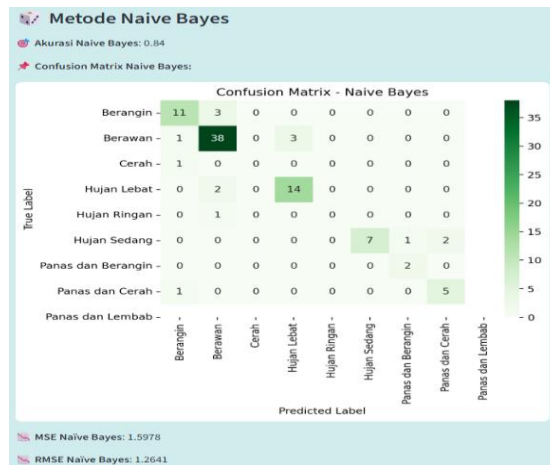 Metode Naive Bayes
Akurasi Naive Bayes: 0.84
Confusion Matrix Naive Bayes:
Confusion Matrix - Naive Bayes
Berangin - 11 3 0 0 0 0 0 0
Berawan - 1 38 0 3 0 0 0 0
Cerah - 1 0 0 0 0 0 0 0
Hujan Lebat - 0 2 0 14 0 0 0 0
Hujan Ringan - 0 1 0 0 0 0 0 0
Hujan Sedang - 0 0 0 0 0 7 1 2
Panas dan Berangin - 0 0 0 0 0 0 2 0
Panas dan Cerah - 1 0 0 0 0 0 0 5
Panas dan Lembab -
True Label
Berangin -
Berawan -
Cerah -
Hujan Lebat -
Hujan Ringan -
Hujan Sedang -
Panas dan Berangin -
Panas dan Cerah -
Panas dan Lembab -
Predicted Label
- 35
- 30
- 25
- 20
- 15
- 10
- 5
- 0
MSE Naïve Bayes: 1.5978
RMSE Naïve Bayes: 1.2641